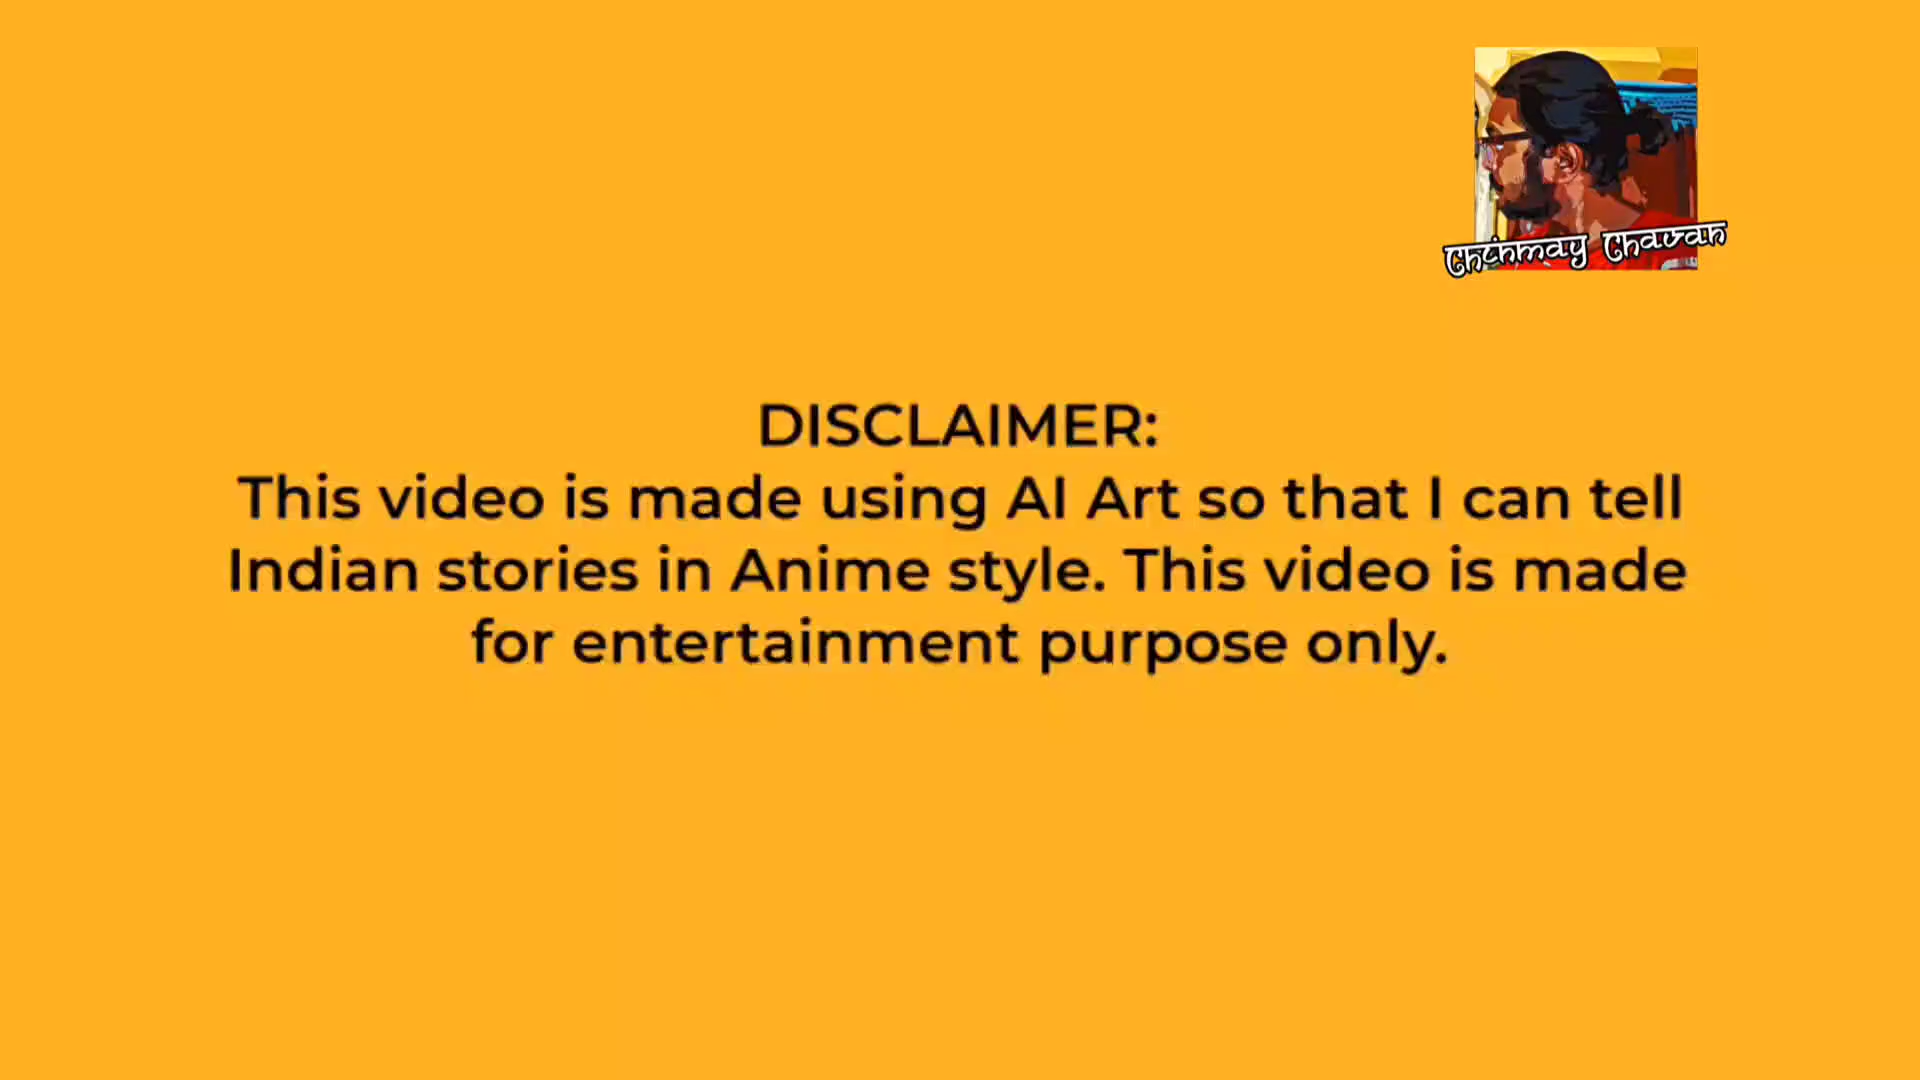 Chinmay Chavan
DISCLAIMER:
This video is made using AI Art so that I can tell
Indian stories in Anime style. This video is made
for entertainment purpose only.